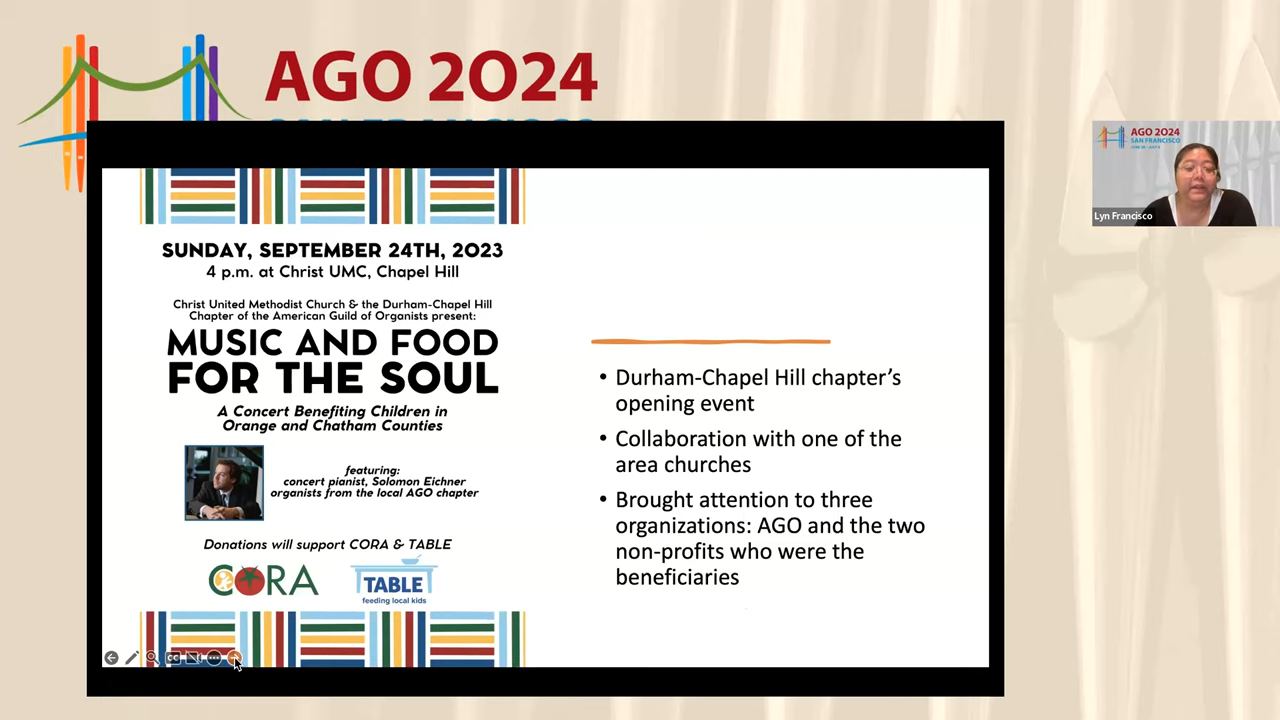 AGO 2024
SAN FRANCISCO
SUNDAY, SEPTEMBER 24TH, 2023
4 p.m. at Christ UMC, Chapel Hill
Christ United Methodist Church & the Durham-Chapel Hill
Chapter of the American Guild of Organists present:
MUSIC AND FOOD
FOR THE SOUL
A Concert Benefiting Children in
Orange and Chatham Counties
featuring:
concert pianist, Solomon Eichner
organists from the local AGO chapter
Donations will support CORA & TABLE
CORA
TABLE
feeding local kids
• Durham-Chapel Hill chapter’s
opening event
• Collaboration with one of the
area churches
• Brought attention to three
organizations: AGO and the two
non-profits who were the
beneficiaries
CC
AGO 2024
SAN FRANCISCO
Lyn Francisco